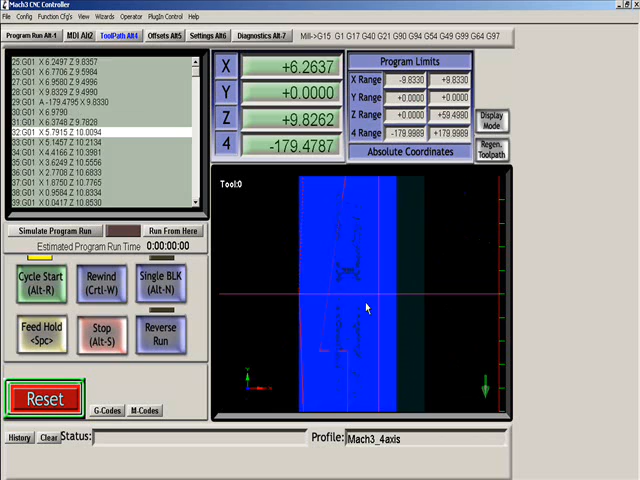 Mach3 CNC Controller
File Config Function Cfg's View Wizards Operator PlugIn Control Help
Program Run Alt-1 MDI Alt2 ToolPath Alt4 Offsets Alt5 Settings Alt6 Diagnostics Alt-7 Mill->G15 G1 G17 G40 G21 G90 G94 G54 G49 G99 G64 G97
25 G01 X 6.2497 Z 9.8357
26 G01 X 6.7706 Z 9.5984
27 G01 X 6.9580 Z 9.4996
28 G01 X 9.8329 Z 9.4990
29 G01 A -179.4795 X 9.8330
30 G01 X 6.9790
31 G01 X 6.3748 Z 9.7828
32 G01 X 5.7915 Z 10.0094
33 G01 X 5.1457 Z 10.2134
34 G01 X 4.4166 Z 10.3981
35 G01 X 3.6249 Z 10.5556
36 G01 X 2.7708 Z 10.6833
37 G01 X 1.8750 Z 10.7765
38 G01 X 0.9584 Z 10.8334
39 G01 X 0.0417 Z 10.8530
X +6.2637
Y +0.0000
Z +9.8262
4 -179.4787
Program Limits
X Range -9.8330 +9.8330
Y Range +0.0000 +0.0000
Z Range +0.0000 +59.4990
4 Range -179.9989 +179.9989
Absolute Coordinates
Display
Mode
Regen.
Toolpath
Tool:0
Simulate Program Run Run From Here
Estimated Program Run Time 0:00:00:00
Cycle Start
(Alt-R)
Rewind
(Crtl-W)
Single BLK
(Alt-N)
Feed Hold
<Spc>
Stop
(Alt-S)
Reverse
Run
Reset
G-Codes M-Codes
History Clear Status: Profile: Mach3_4axis